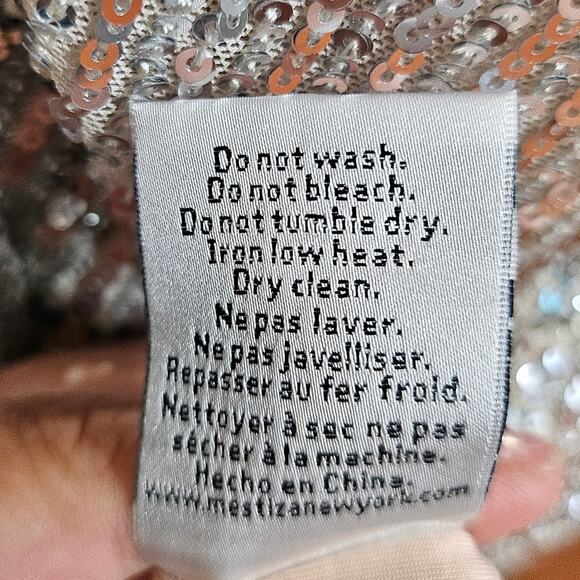 Do not wash.
Do not bleach.
Do not tumble dry.
Iron low heat.
Dry clean.
Ne pas laver.
Ne pas javelliser.
Repasser au fer froid.
Nettoyer à sec ne pas
sécher à la machine.
Hecho en China.
www.mestizanewyork.com